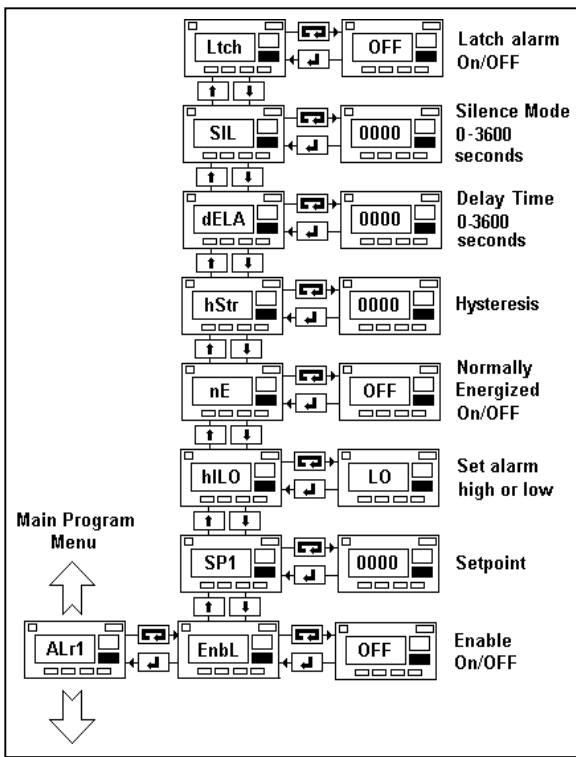 Ltch OFF Latch alarm
On/OFF
SIL 0000 Silence Mode
0-3600
seconds
dELA 0000 Delay Time
0-3600
seconds
hStr 0000 Hysteresis
nE OFF Normally
Energized
On/OFF
hILO LO Set alarm
high or low
Main Program
Menu
SP1 0000 Setpoint
ALr1 EnbL OFF Enable
On/OFF